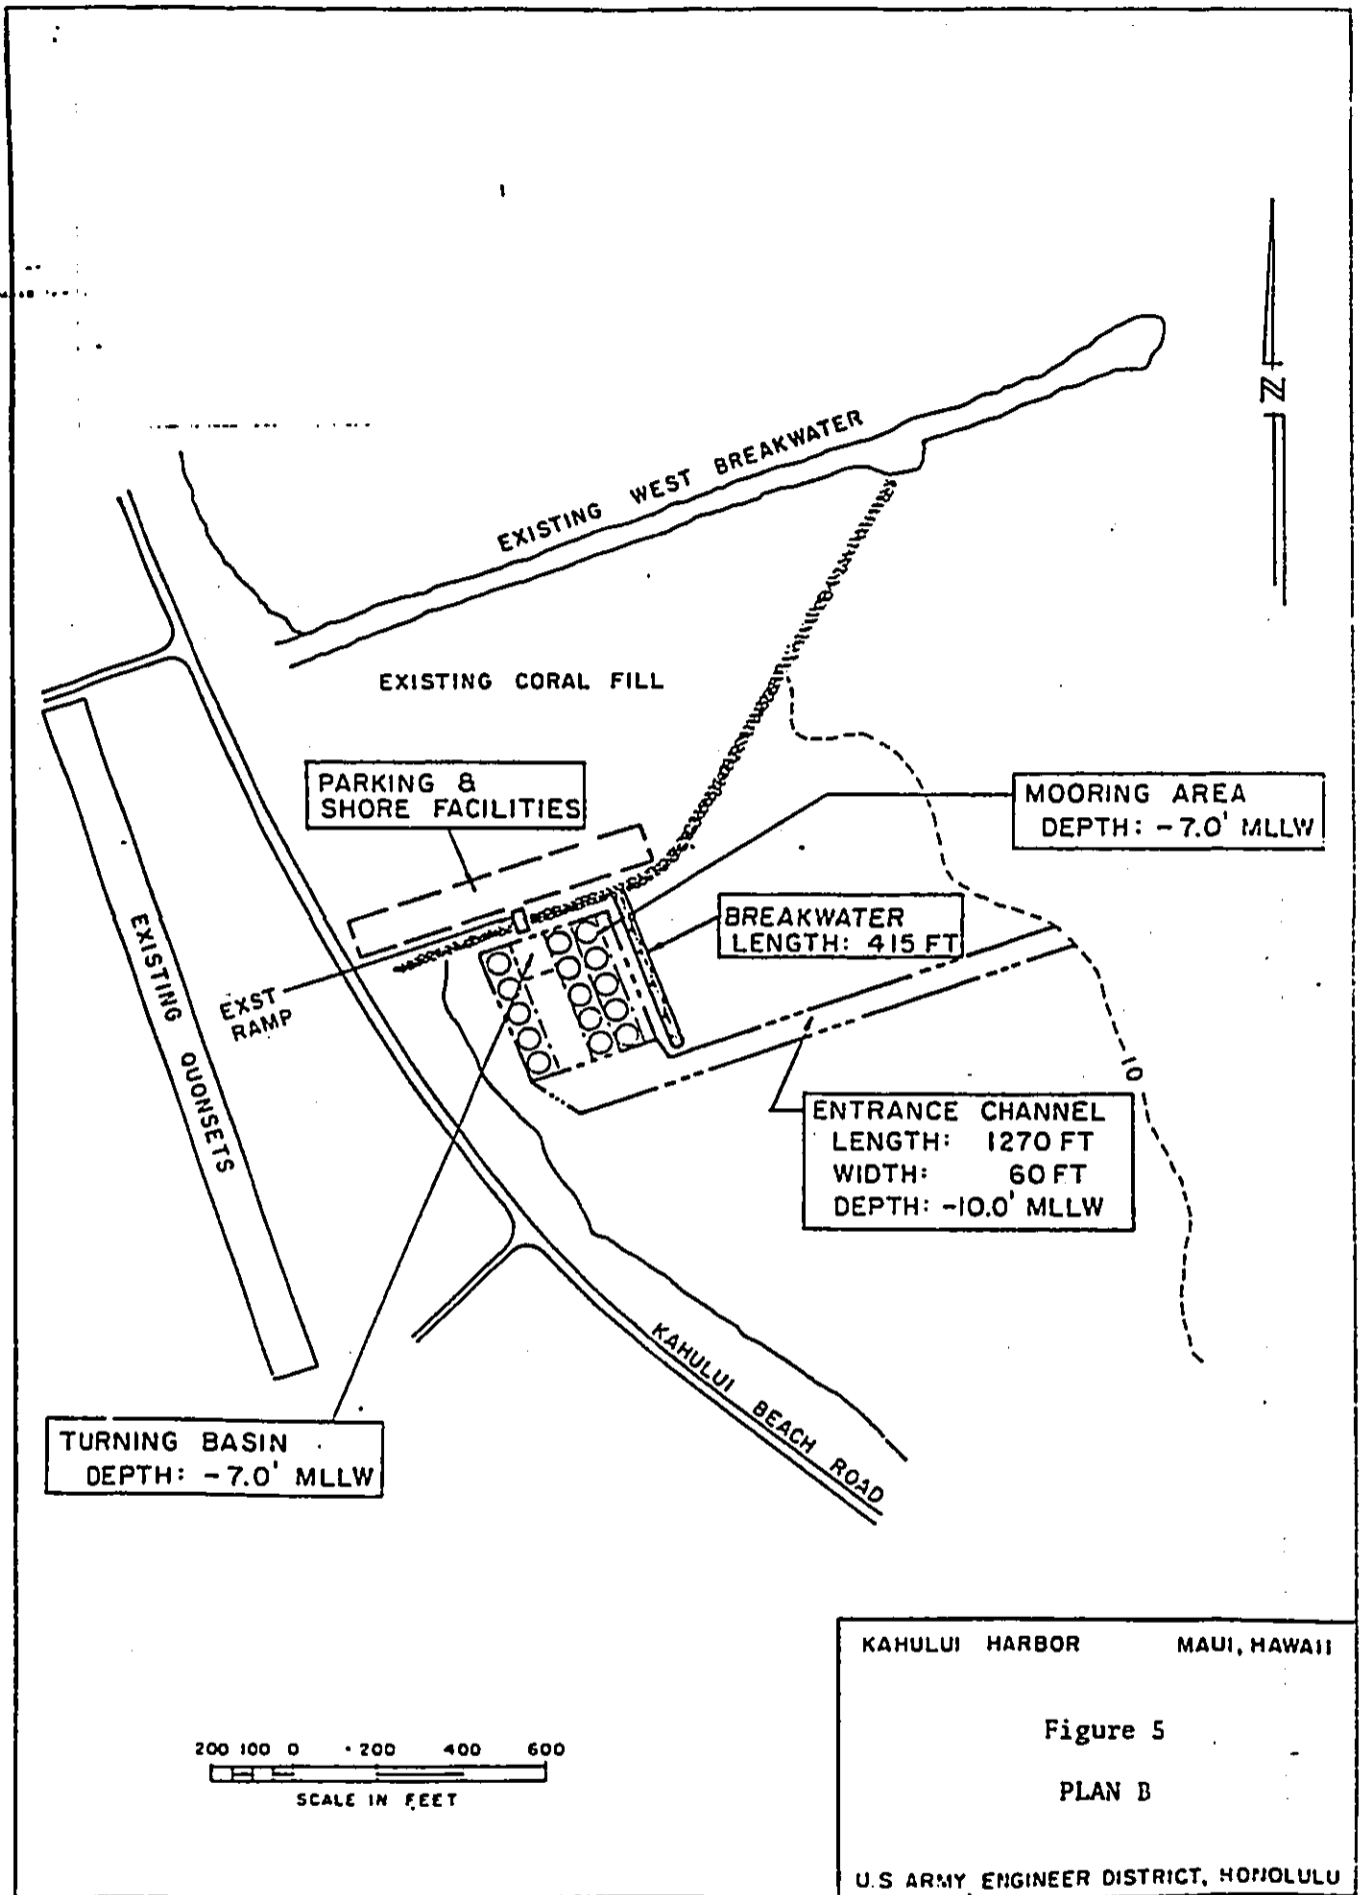 EXISTING WEST BREAKWATER
N
EXISTING CORAL FILL
PARKING &
SHORE FACILITIES
MOORING AREA
DEPTH: -7.0' MLLW
BREAKWATER
LENGTH: 415 FT
EXISTING QUONSETS
EXST
RAMP
10
ENTRANCE CHANNEL
LENGTH: 1270 FT
WIDTH: 60 FT
DEPTH: -10.0' MLLW
KAHULUI BEACH ROAD
TURNING BASIN
DEPTH: -7.0' MLLW
200 100 0 200 400 600
SCALE IN FEET
KAHULUI HARBOR MAUI, HAWAII
Figure 5
PLAN B
U.S ARMY ENGINEER DISTRICT, HONOLULU